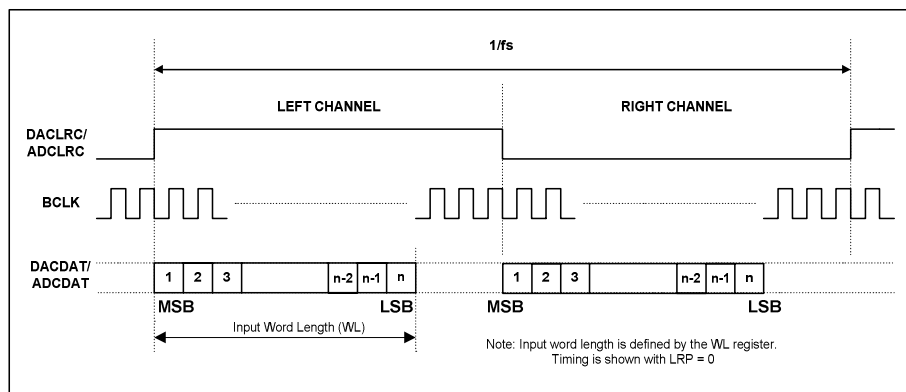 1/fs
LEFT CHANNEL RIGHT CHANNEL
DACLRC/
ADCLRC
BCLK
DACDAT/
ADCDAT
1 2 3 n-2 n-1 n 1 2 3 n-2 n-1 n
MSB LSB MSB LSB
Input Word Length (WL)
Note: Input word length is defined by the WL register.
Timing is shown with LRP = 0